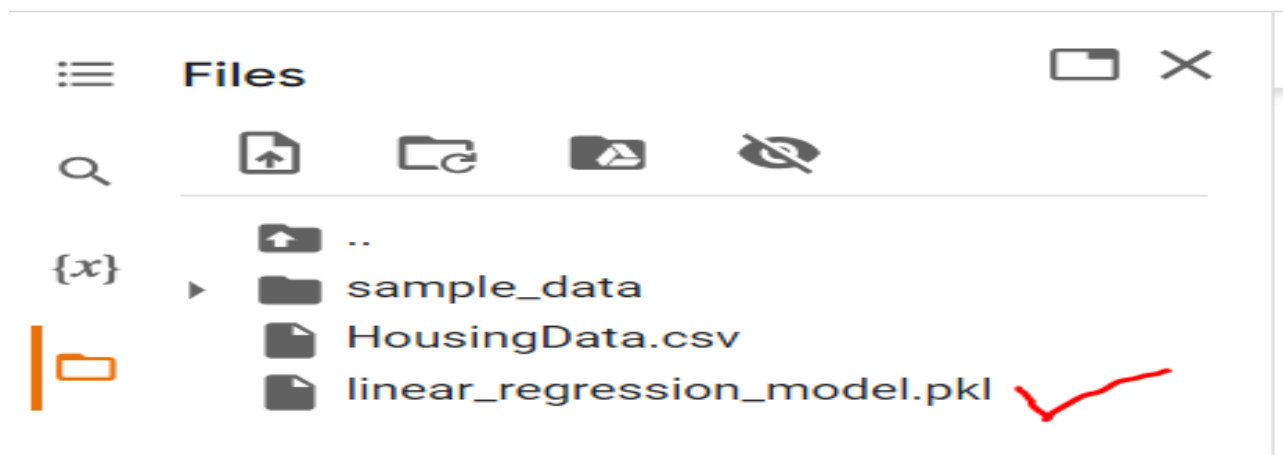 Files
{x}
..
sample_data
HousingData.csv
linear_regression_model.pkl